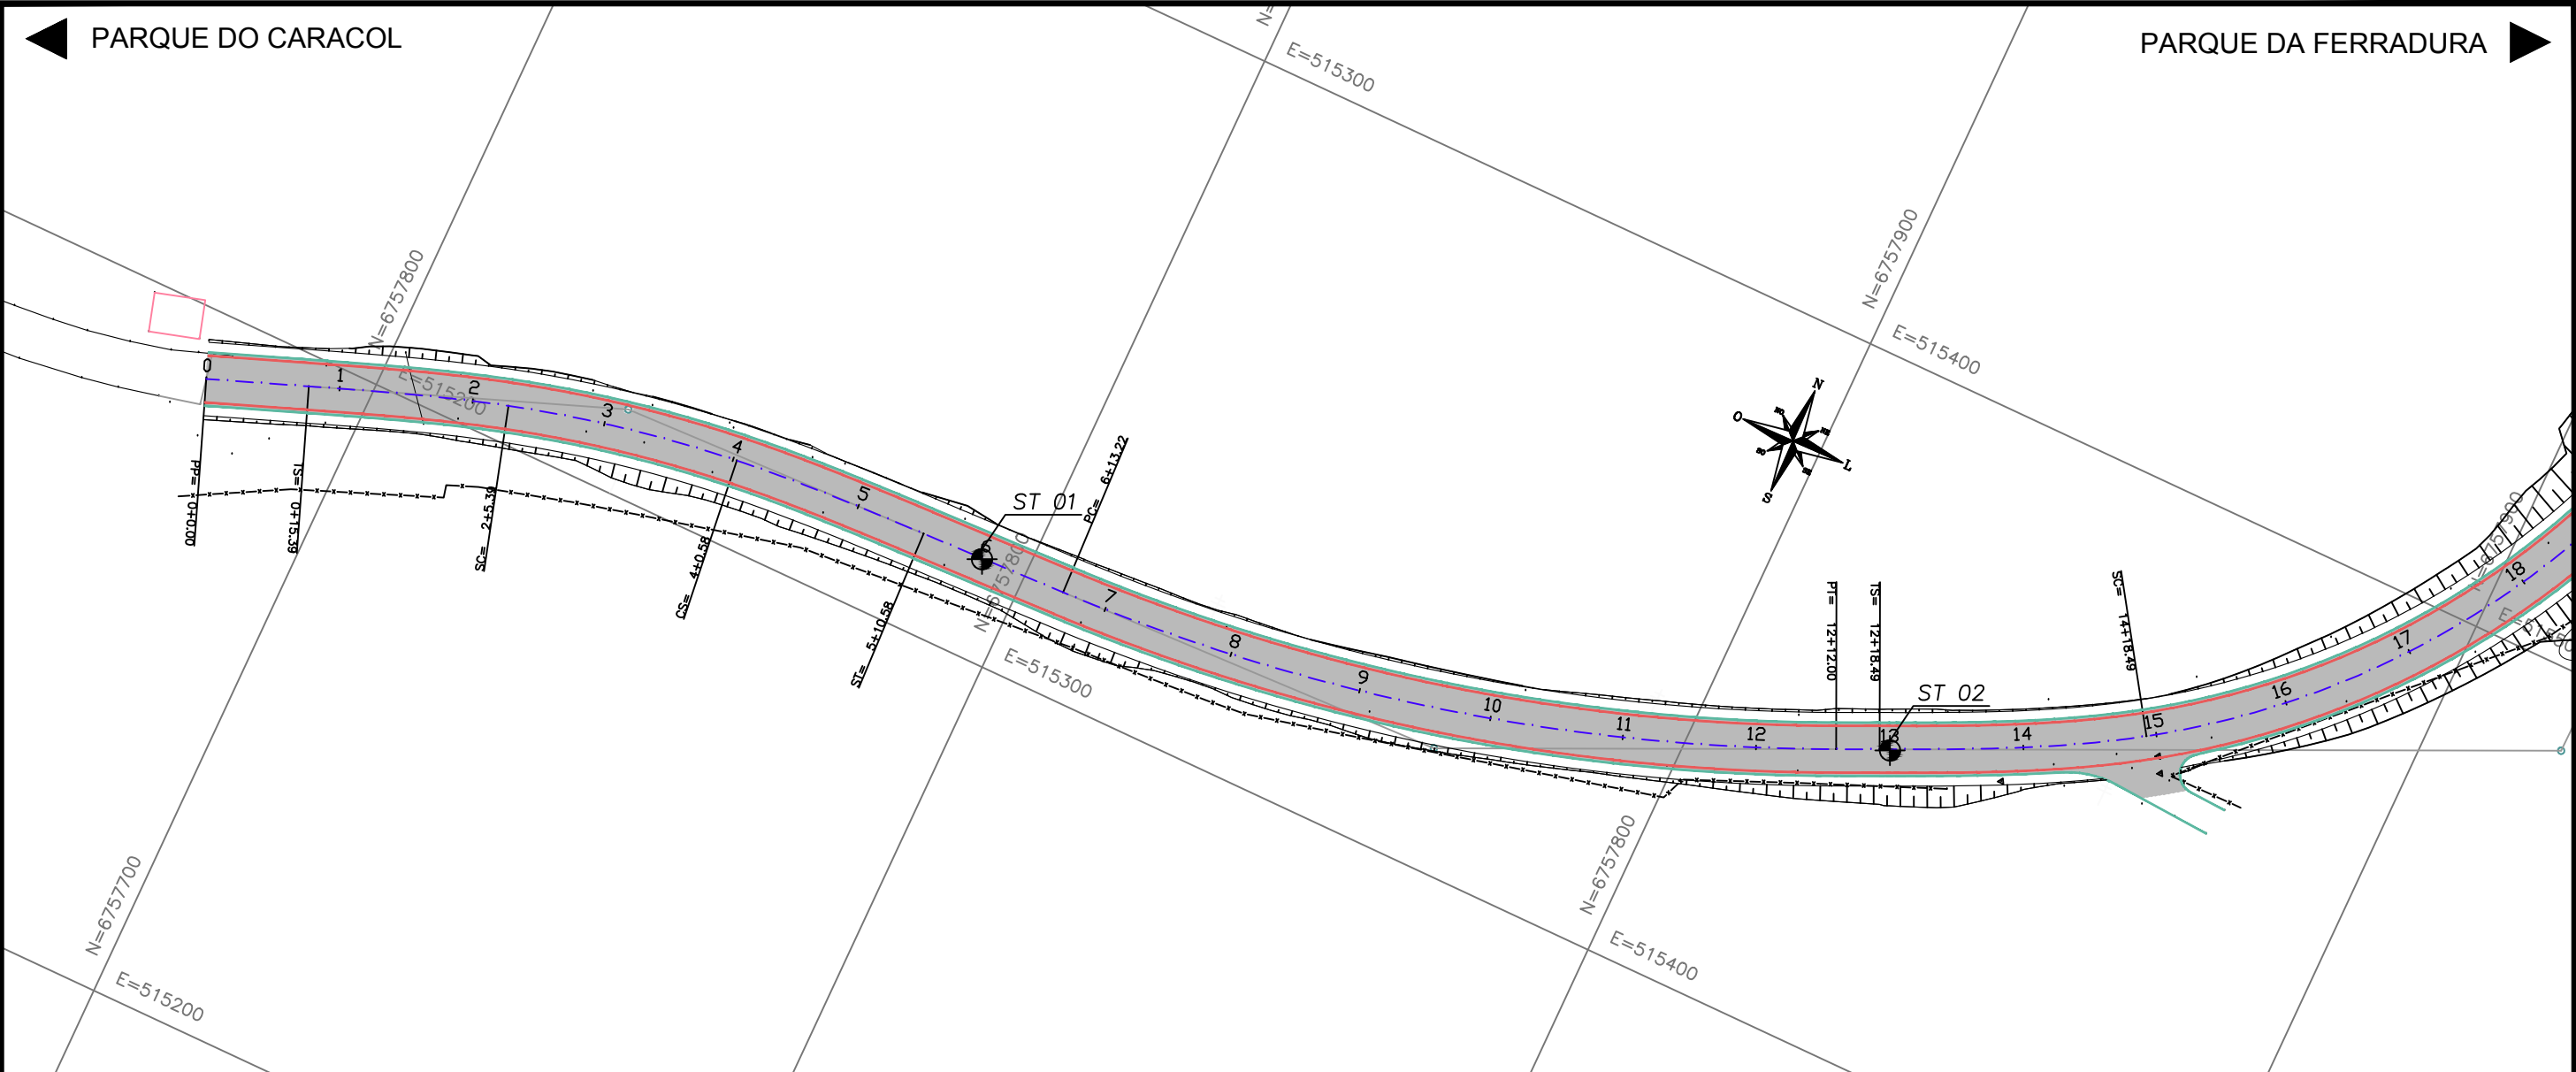 PARQUE DO CARACOL
PARQUE DA FERRADURA
N=
E=515300
N=6757900
E=515400
N=6757800
E=515200
0
1
2
3
4
5
6
7
8
9
10
11
12
13
14
15
16
17
18
PP= 0+0.00
TS= 0+15.39
SC= 2+5.39
CS= 4+0.58
ST= 5+10.58
ST 01
PC= 6+13.22
N=6757800
E=515300
N
O
L
S
PT= 12+12.00
TS= 12+18.49
ST 02
SC= 14+18.49
N=6757900
N=6757800
E=515400
N=6757700
E=515200